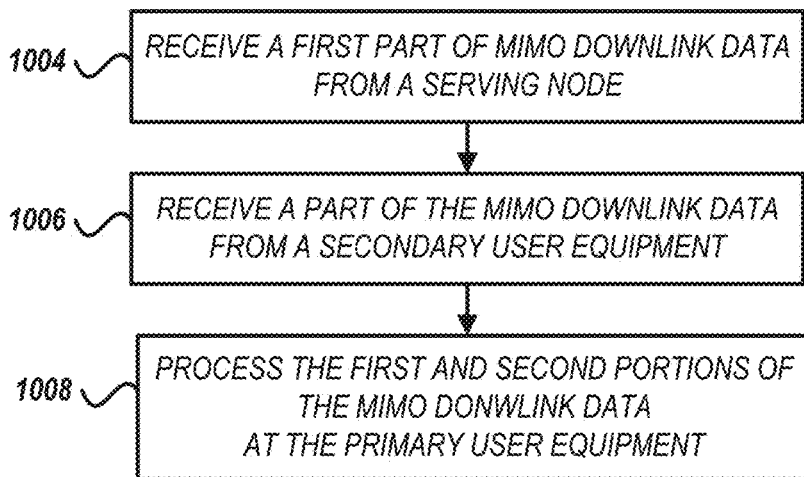 1004
RECEIVE A FIRST PART OF MIMO DOWNLINK DATA
FROM A SERVING NODE
1006
RECEIVE A PART OF THE MIMO DOWNLINK DATA
FROM A SECONDARY USER EQUIPMENT
1008
PROCESS THE FIRST AND SECOND PORTIONS OF
THE MIMO DONWLINK DATA
AT THE PRIMARY USER EQUIPMENT